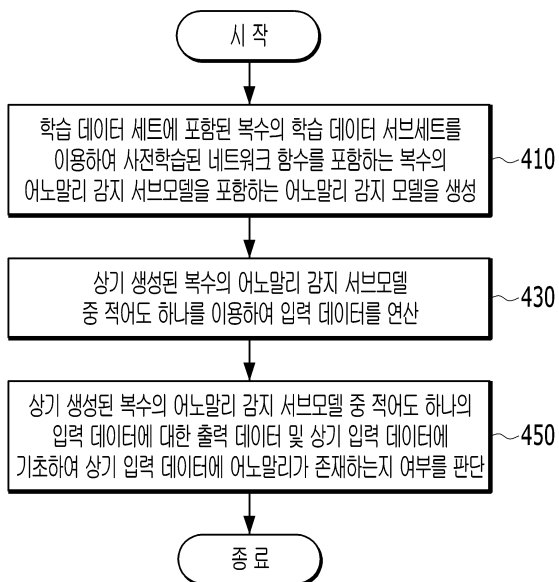 시 작
학습 데이터 세트에 포함된 복수의 학습 데이터 서브세트를
이용하여 사전학습된 네트워크 함수를 포함하는 복수의
어노말리 감지 서브모델을 포함하는 어노말리 감지 모델을 생성
410
상기 생성된 복수의 어노말리 감지 서브모델
중 적어도 하나를 이용하여 입력 데이터를 연산
430
상기 생성된 복수의 어노말리 감지 서브모델 중 적어도 하나의
입력 데이터에 대한 출력 데이터 및 상기 입력 데이터에
기초하여 상기 입력 데이터에 어노말리가 존재하는지 여부를 판단
450
종 료